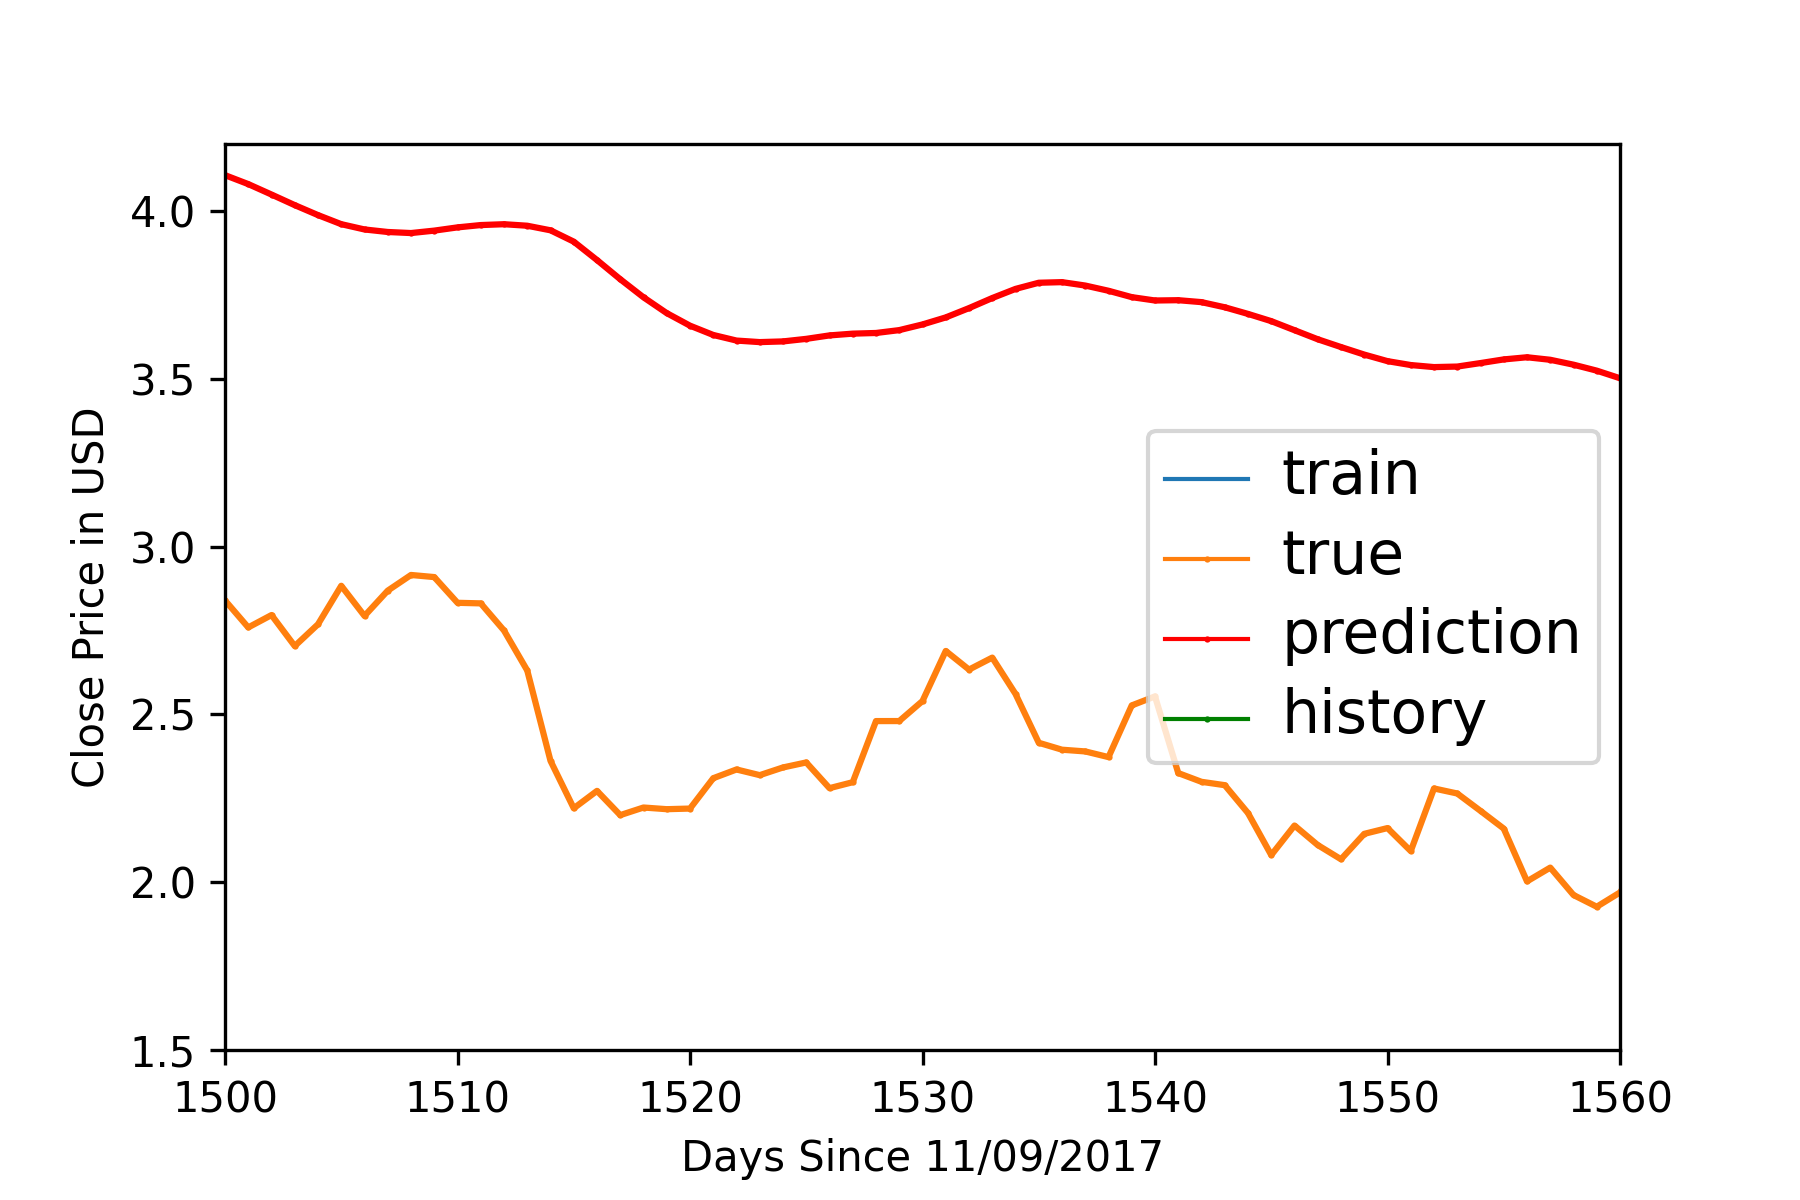 4.0
3.5
3.0
2.5
2.0
1.5
Close Price in USD
train
true
prediction
history
1500 1510 1520 1530 1540 1550 1560
Days Since 11/09/2017